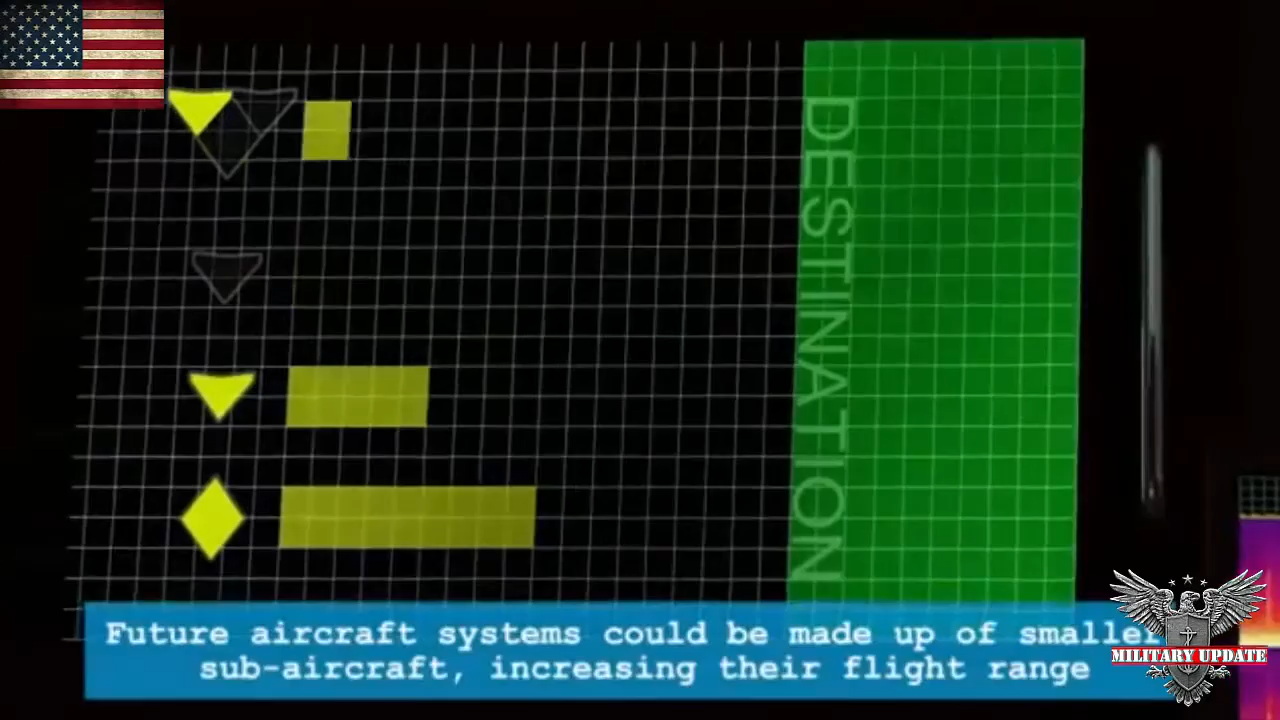 DESTINATION
Future aircraft systems could be made up of smaller
sub-aircraft, increasing their flight range
MILITARY UPDATE